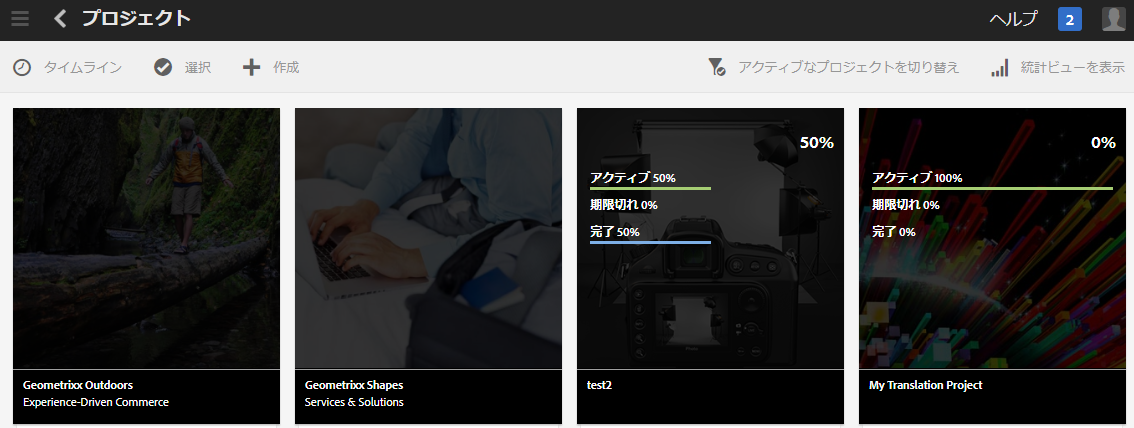 プロジェクト
ヘルプ
2
タイムライン
選択
作成
アクティブなプロジェクトを切り替え
統計ビューを表示
Geometrixx Outdoors
Experience-Driven Commerce
Geometrixx Shapes
Services & Solutions
50%
アクティブ 50%
期限切れ 0%
完了 50%
test2
0%
アクティブ 100%
期限切れ 0%
完了 0%
My Translation Project